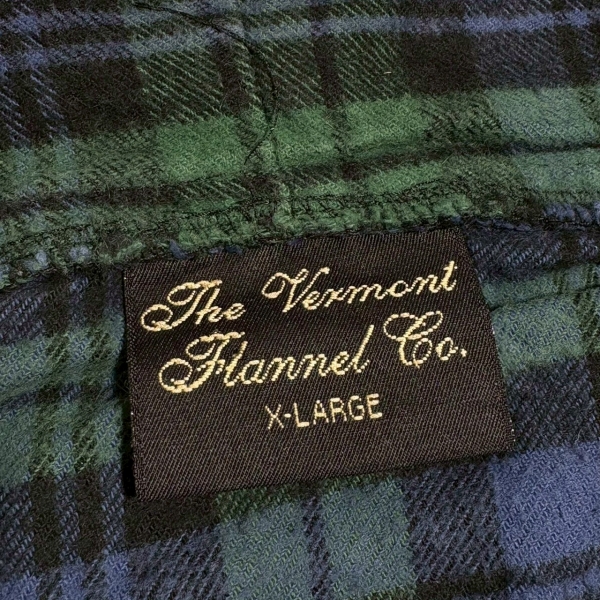 The Vermont
Flannel Co.
X-LARGE